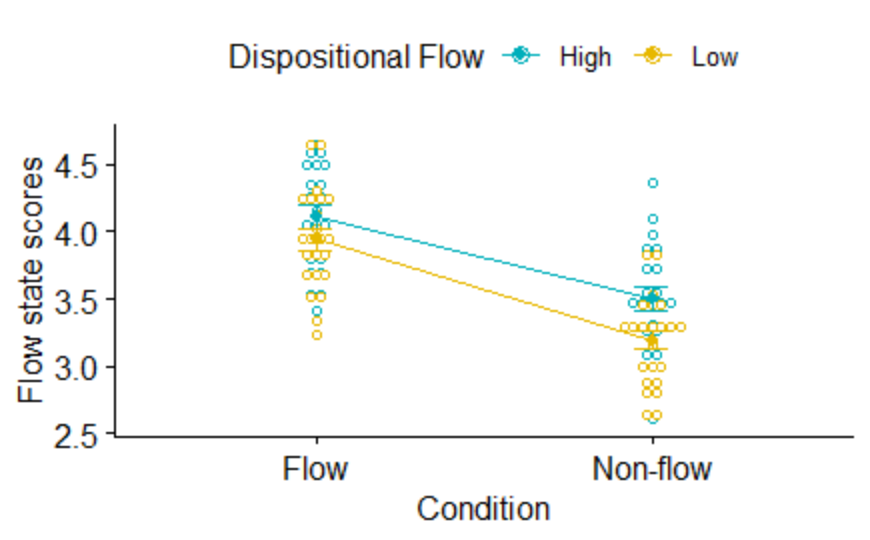 Dispositional Flow High Low
Flow state scores
4.5
4.0
3.5
3.0
2.5
Flow Non-flow
Condition